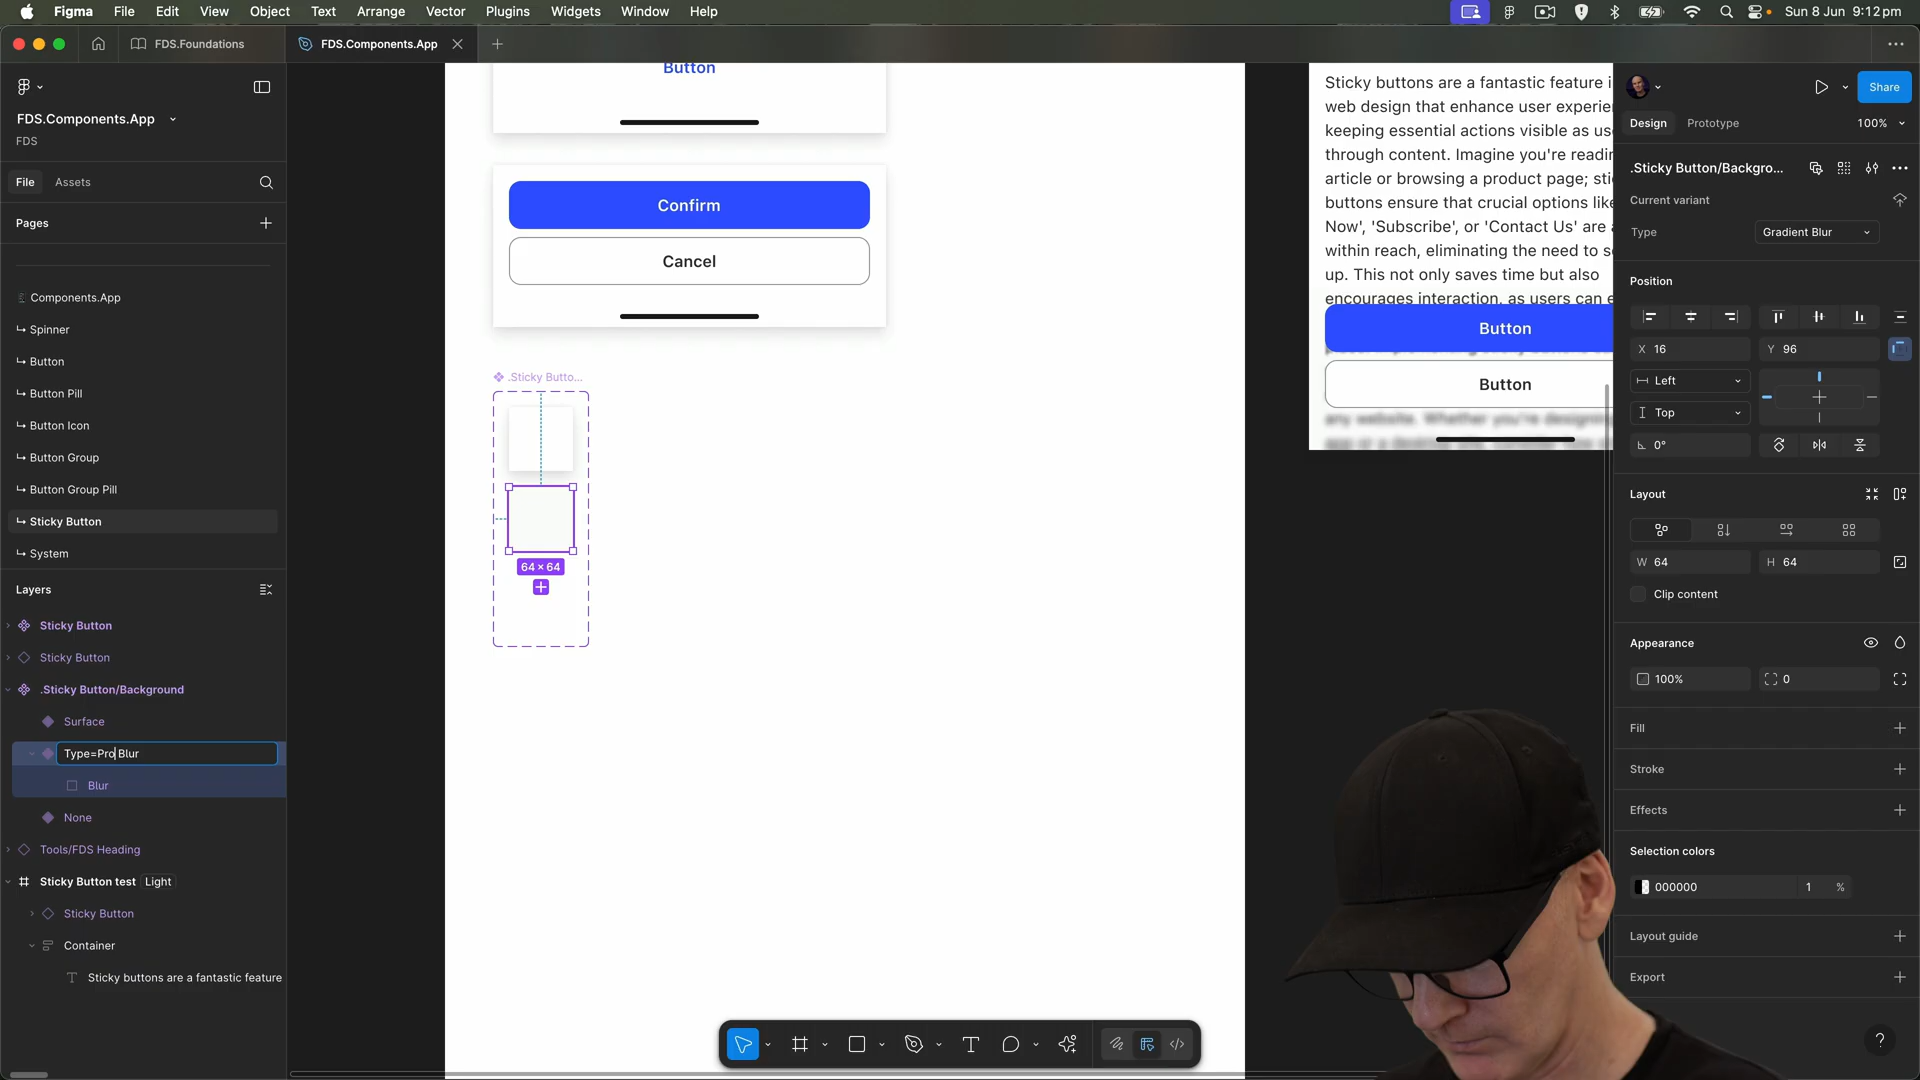 Figma File Edit View Object Text Arrange Vector Plugins Widgets Window Help
Sun 8 Jun 9:12 pm
FDS.Foundations
FDS.Components.App
FDS.Components.App
FDS
File Assets
Pages
Components.App
Spinner
Button
Button Pill
Button Icon
Button Group
Button Group Pill
Sticky Button
System
Layers
Sticky Button
Sticky Button
.Sticky Button/Background
Surface
Type=Pro Blur
Blur
None
Tools/FDS Heading
Sticky Button test Light
Sticky Button
Container
Sticky buttons are a fantastic feature
Button
Confirm
Cancel
.Sticky Butto...
64 × 64
Sticky buttons are a fantastic feature i
web design that enhance user experie
keeping essential actions visible as us
through content. Imagine you're readi
article or browsing a product page; sti
buttons ensure that crucial options lik
Now', 'Subscribe', or 'Contact Us' are
within reach, eliminating the need to s
up. This not only saves time but also
encourages interaction, as users can
Button
Button
any website. Whether you're designing
Share
Design Prototype 100%
.Sticky Button/Backgro...
Current variant
Type Gradient Blur
Position
X 16 Y 96
Left
Top
0°
Layout
W 64 H 64
Clip content
Appearance
100% 0
Fill
Stroke
Effects
Selection colors
000000 1 %
Layout guide
Export
?